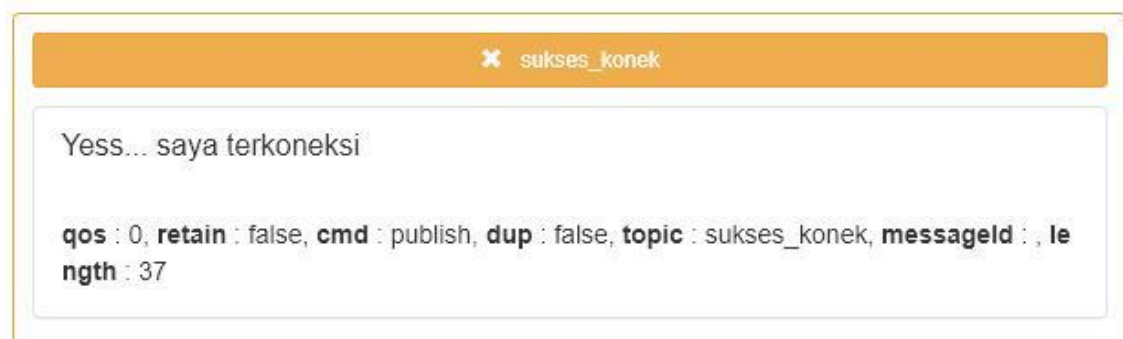 ✖ sukses_konek
Yess... saya terkoneksi
qos : 0, retain : false, cmd : publish, dup : false, topic : sukses_konek, messageId : , le
ngth : 37